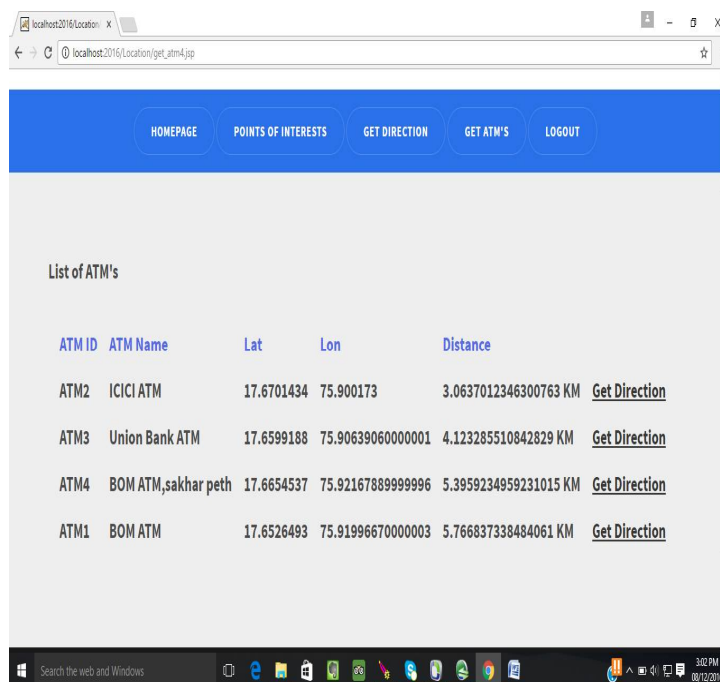 localhost:2016/Location/
localhost:2016/Location/get_atm4.jsp
HOMEPAGE POINTS OF INTERESTS GET DIRECTION GET ATM'S LOGOUT
List of ATM's
ATM ID ATM Name Lat Lon Distance
ATM2 ICICI ATM 17.6701434 75.900173 3.0637012346300763 KM Get Direction
ATM3 Union Bank ATM 17.6599188 75.90639060000001 4.123285510842829 KM Get Direction
ATM4 BOM ATM,sakhar peth 17.6654537 75.92167889999996 5.3959234959231015 KM Get Direction
ATM1 BOM ATM 17.6526493 75.91996670000003 5.766837338484061 KM Get Direction
Search the web and Windows
3:02 PM